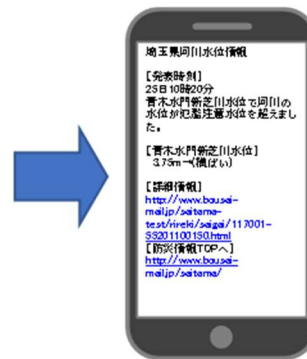 埼玉県河川水位情報
【発表時刻】
25日10時20分
青木水門新芝川水位で河川の
水位が氾濫注意水位を超えまし
た。
【青木水門新芝川水位】
3.75m→(横ばい)
【詳細情報】
http://www.bousai-
mail.jp/saitama-
test/rireki/saigai/117001-
53201100150.html
【防災情報TOPへ】
http://www.bousai-
mail.jp/saitama/